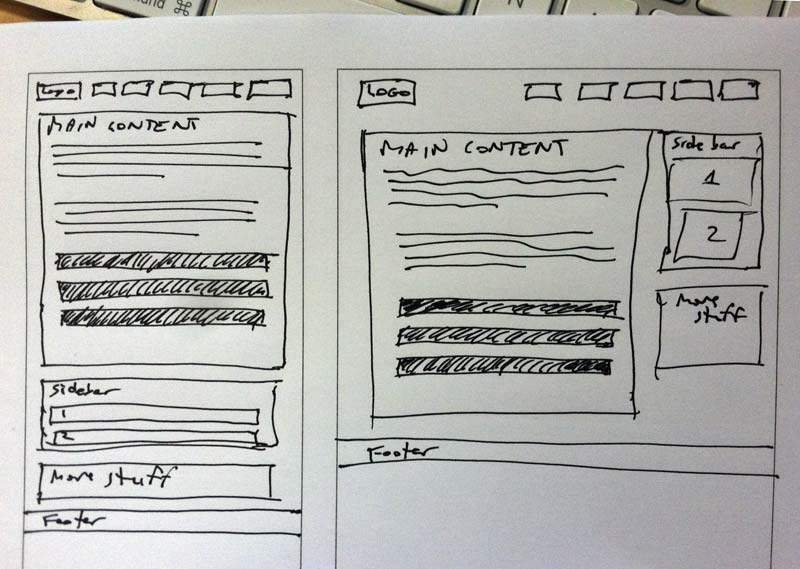 mand ⌘
N
Logo
MAIN CONTENT
Sidebar
1
2
More stuff
Footer
LOGO
MAIN CONTENT
Side bar
1
2
More
stuff
Footer